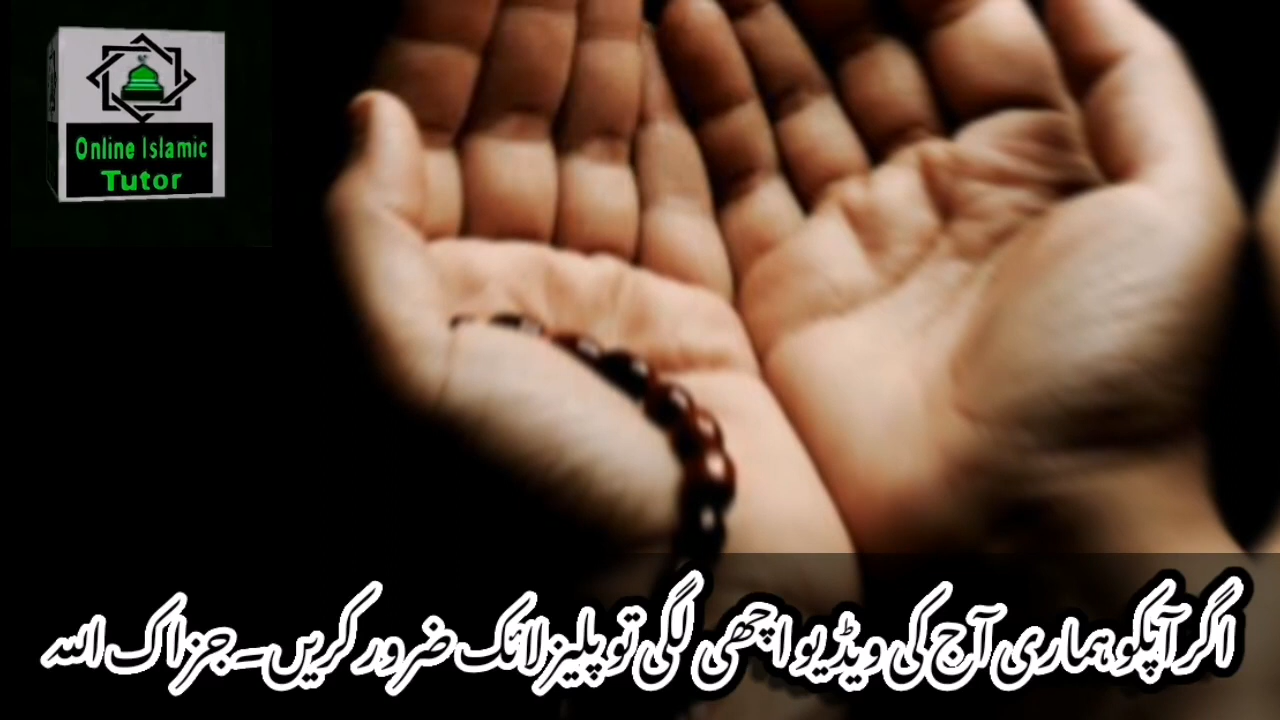 Online Islamic
Tutor
اگر آپکو ہماری آج کی ویڈیو اچھی لگی تو پلیز لائک ضرور کریں۔ جزاک اللہ